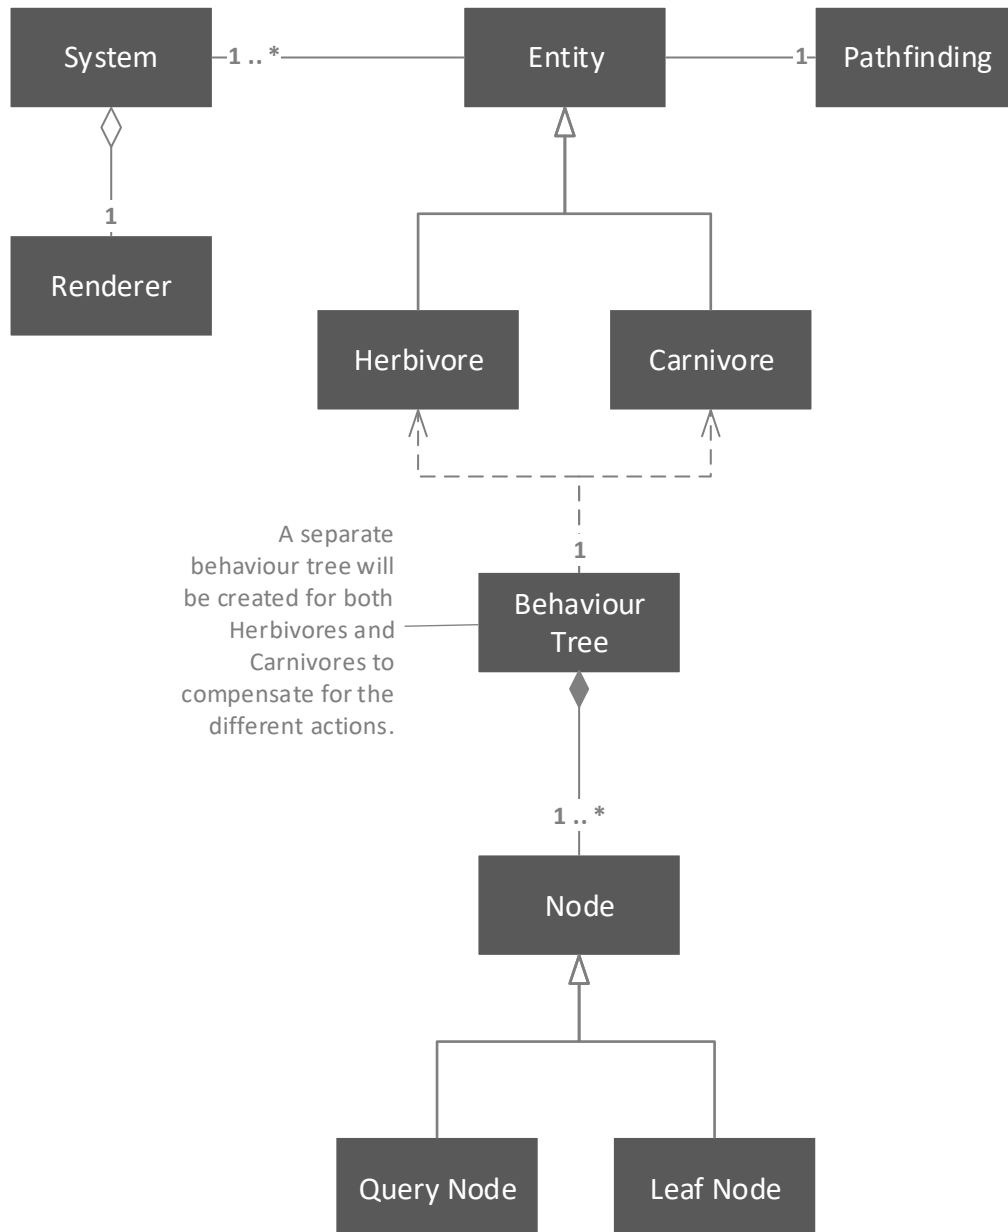 System
1 .. *
Entity
1
Pathfinding
1
Renderer
Herbivore
Carnivore
A separate
behaviour tree will
be created for both
Herbivores and
Carnivores to
compensate for the
different actions.
1
Behaviour
Tree
1 .. *
Node
Query Node
Leaf Node